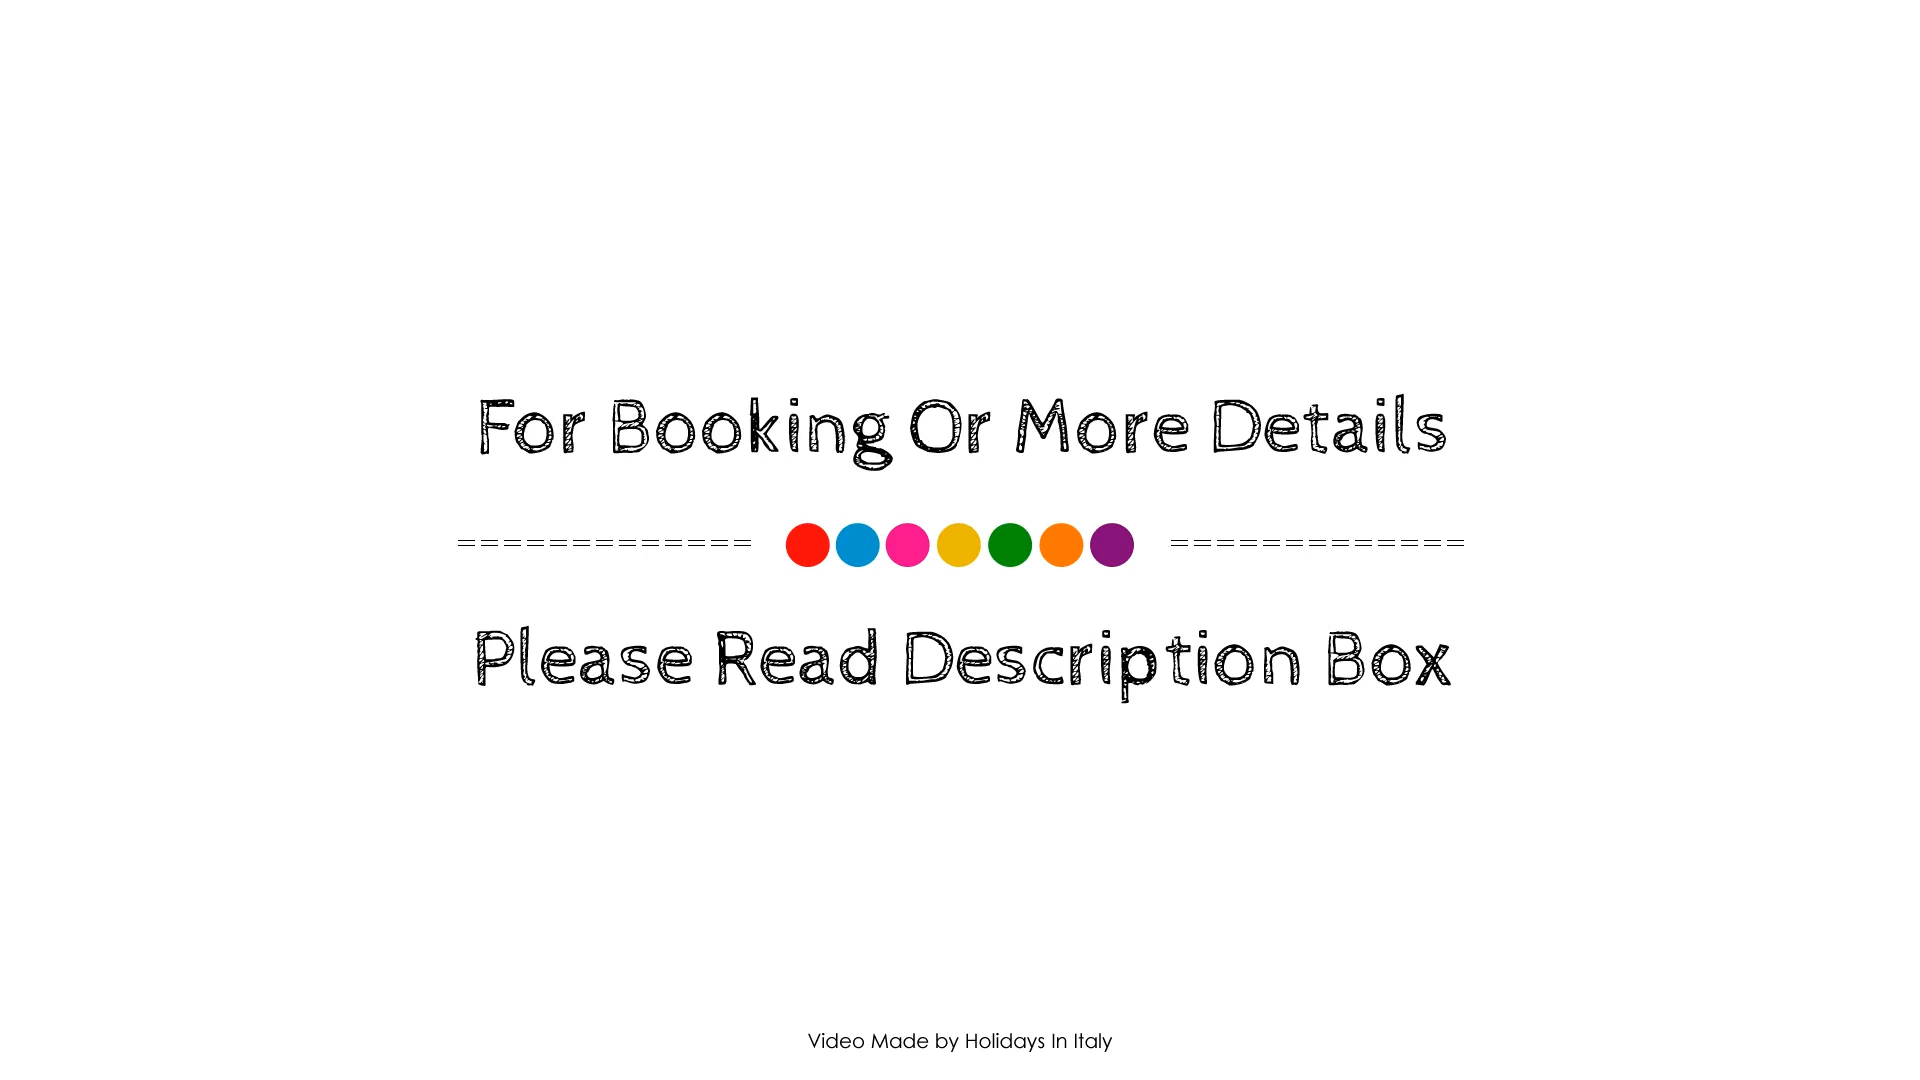 For Booking Or More Details
============= =============
Please Read Description Box
Video Made by Holidays In Italy